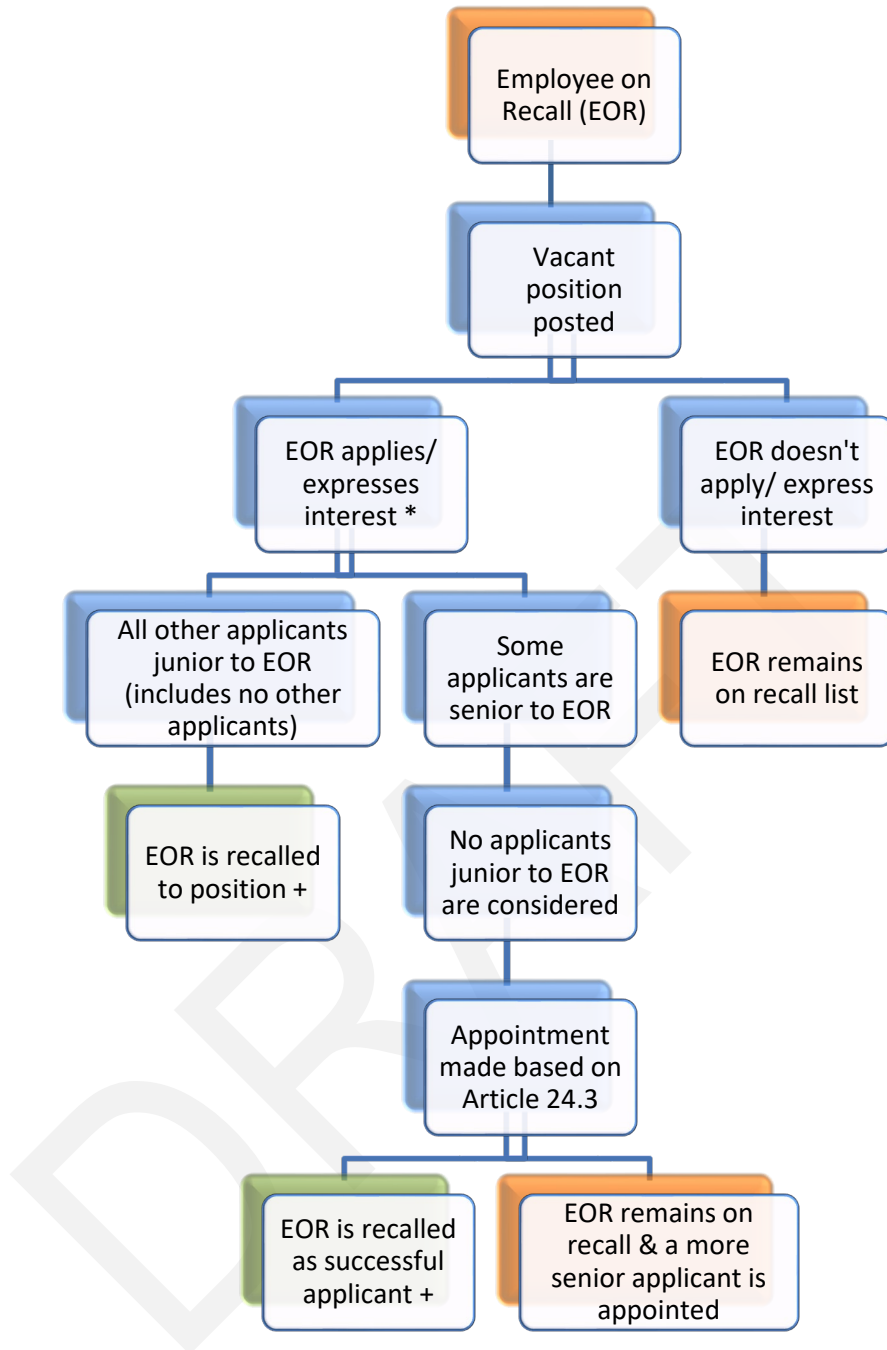 Employee on
Recall (EOR)
Vacant
position
posted
EOR applies/
expresses
interest *
EOR doesn't
apply/ express
interest
All other applicants
junior to EOR
(includes no other
applicants)
Some
applicants are
senior to EOR
EOR remains
on recall list
EOR is recalled
to position +
No applicants
junior to EOR
are considered
Appointment
made based on
Article 24.3
EOR is recalled
as successful
applicant +
EOR remains on
recall & a more
senior applicant is
appointed
DRAFT